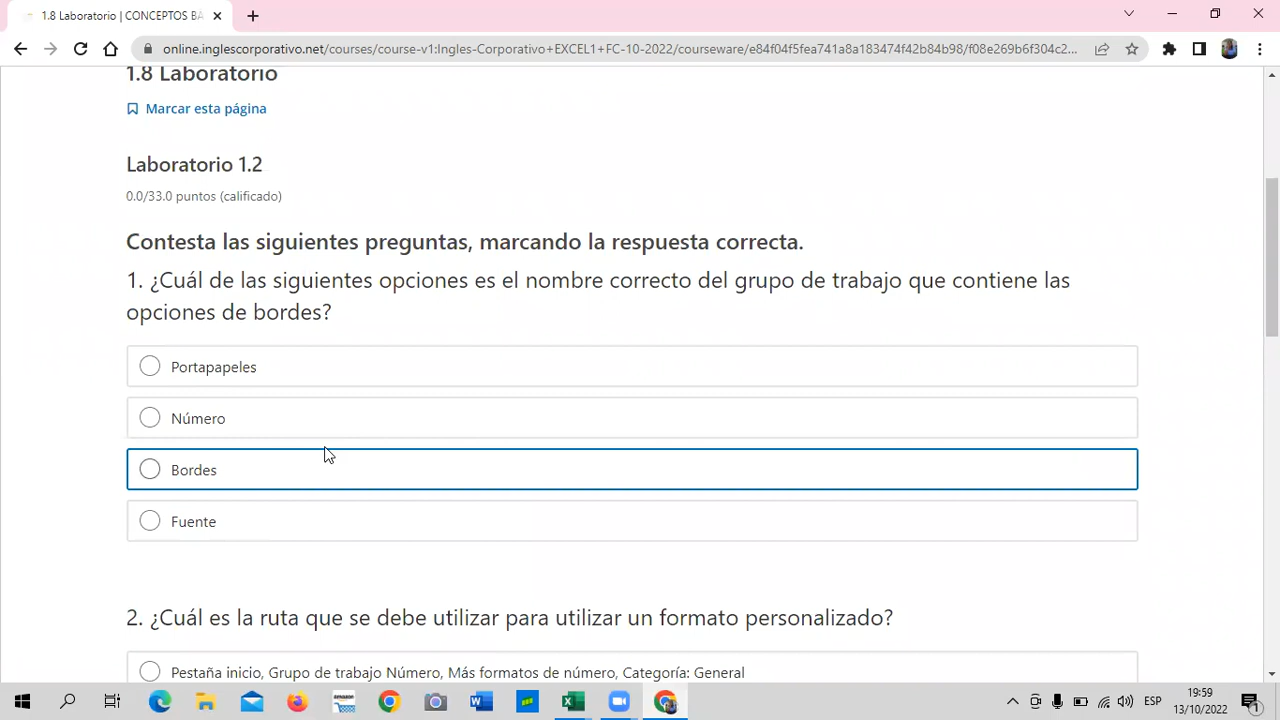 1.8 Laboratorio | CONCEPTOS BÁ
online.inglescorporativo.net/courses/course-v1:Ingles-Corporativo+EXCEL1+FC-10-2022/courseware/e84f04f5fea741a8a183474f42b84b98/f08e269b6f304c2...
1.8 Laboratorio
Marcar esta página
Laboratorio 1.2
0.0/33.0 puntos (calificado)
Contesta las siguientes preguntas, marcando la respuesta correcta.
1. ¿Cuál de las siguientes opciones es el nombre correcto del grupo de trabajo que contiene las
opciones de bordes?
Portapapeles
Número
Bordes
Fuente
2. ¿Cuál es la ruta que se debe utilizar para utilizar un formato personalizado?
Pestaña inicio, Grupo de trabajo Número, Más formatos de número, Categoría: General
ESP
19:59
13/10/2022